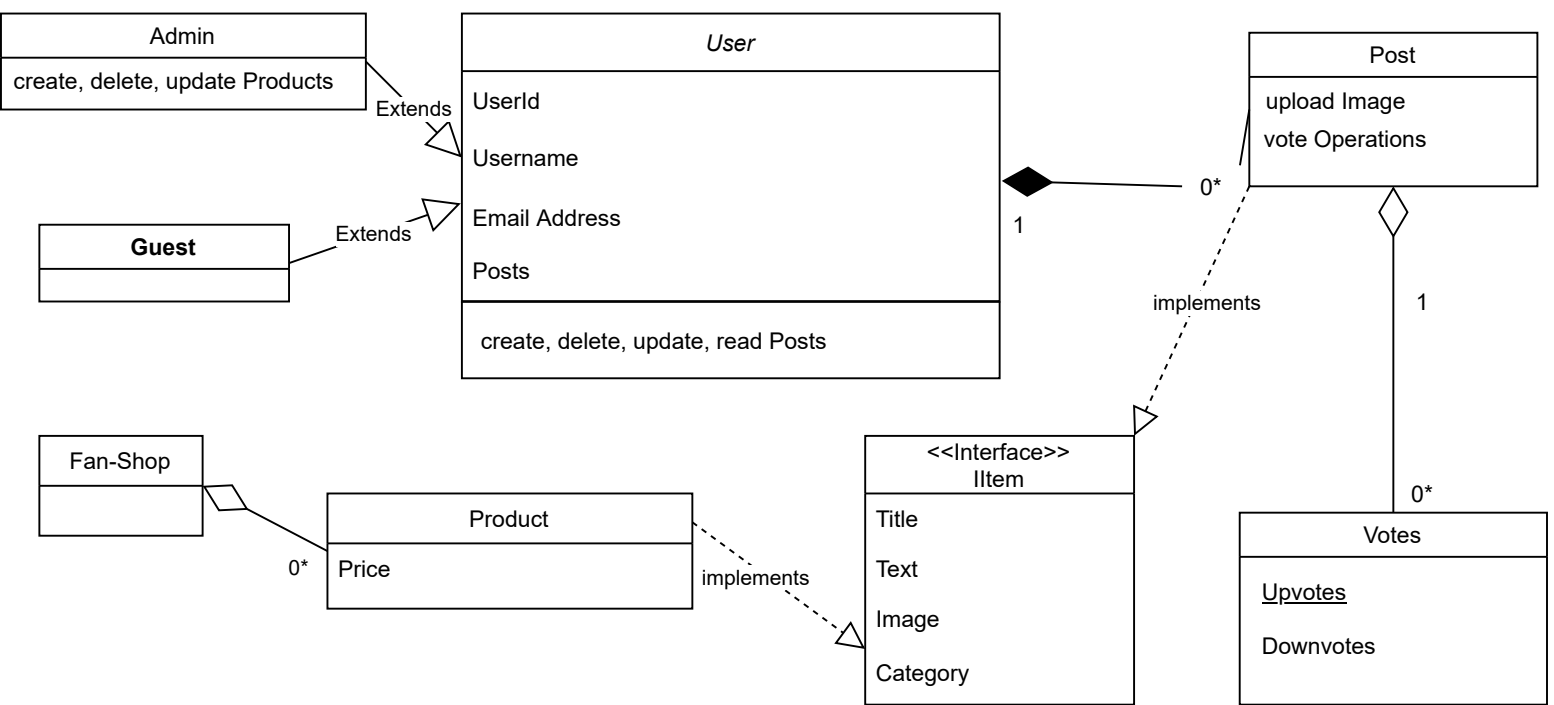 Admin
create, delete, update Products
Extends
Guest
Extends
User
UserId
Username
Email Address
Posts
create, delete, update, read Posts
1
0*
Post
upload Image
vote Operations
implements
1
0*
Votes
Upvotes
Downvotes
Fan-Shop
0*
Product
Price
implements
<<Interface>>
IItem
Title
Text
Image
Category